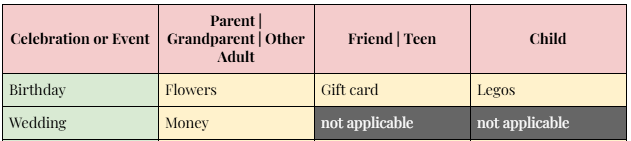 Celebration or Event
Parent |
Grandparent | Other
Adult
Friend | Teen
Child
Birthday
Flowers
Gift card
Legos
Wedding
Money
not applicable
not applicable